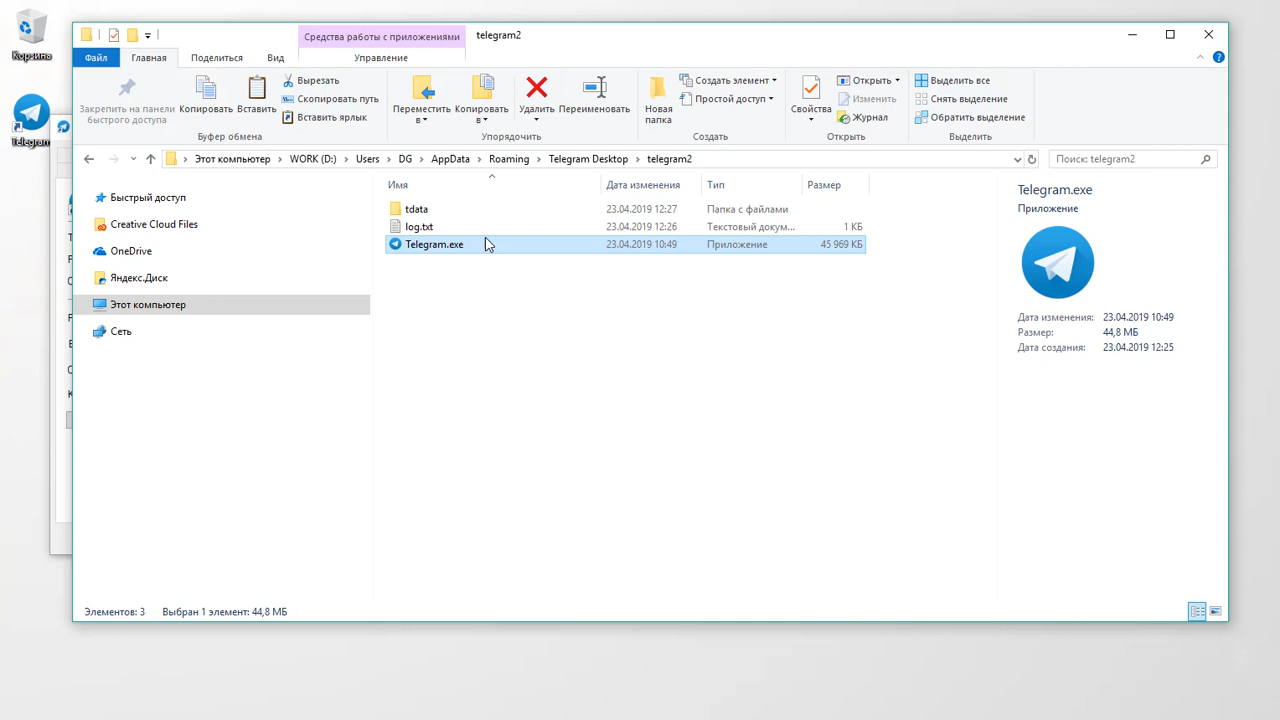 Корзина
Telegram
Средства работы с приложениями
telegram2
Файл
Главная
Поделиться
Вид
Управление
Закрепить на панели быстрого доступа
Копировать
Вставить
Вырезать
Скопировать путь
Вставить ярлык
Буфер обмена
Переместить в
Копировать в
Удалить
Переименовать
Упорядочить
Новая папка
Создать элемент
Простой доступ
Создать
Свойства
Открыть
Изменить
Журнал
Открыть
Выделить все
Снять выделение
Обратить выделение
Выделить
Этот компьютер > WORK (D:) > Users > DG > AppData > Roaming > Telegram Desktop > telegram2
Поиск: telegram2
Быстрый доступ
Creative Cloud Files
OneDrive
Яндекс.Диск
Этот компьютер
Сеть
Имя Дата изменения Тип Размер
tdata 23.04.2019 12:27 Папка с файлами
log.txt 23.04.2019 12:26 Текстовый докум... 1 КБ
Telegram.exe 23.04.2019 10:49 Приложение 45 969 КБ
Telegram.exe
Приложение
Дата изменения: 23.04.2019 10:49
Размер: 44,8 МБ
Дата создания: 23.04.2019 12:25
Элементов: 3
Выбран 1 элемент: 44,8 МБ